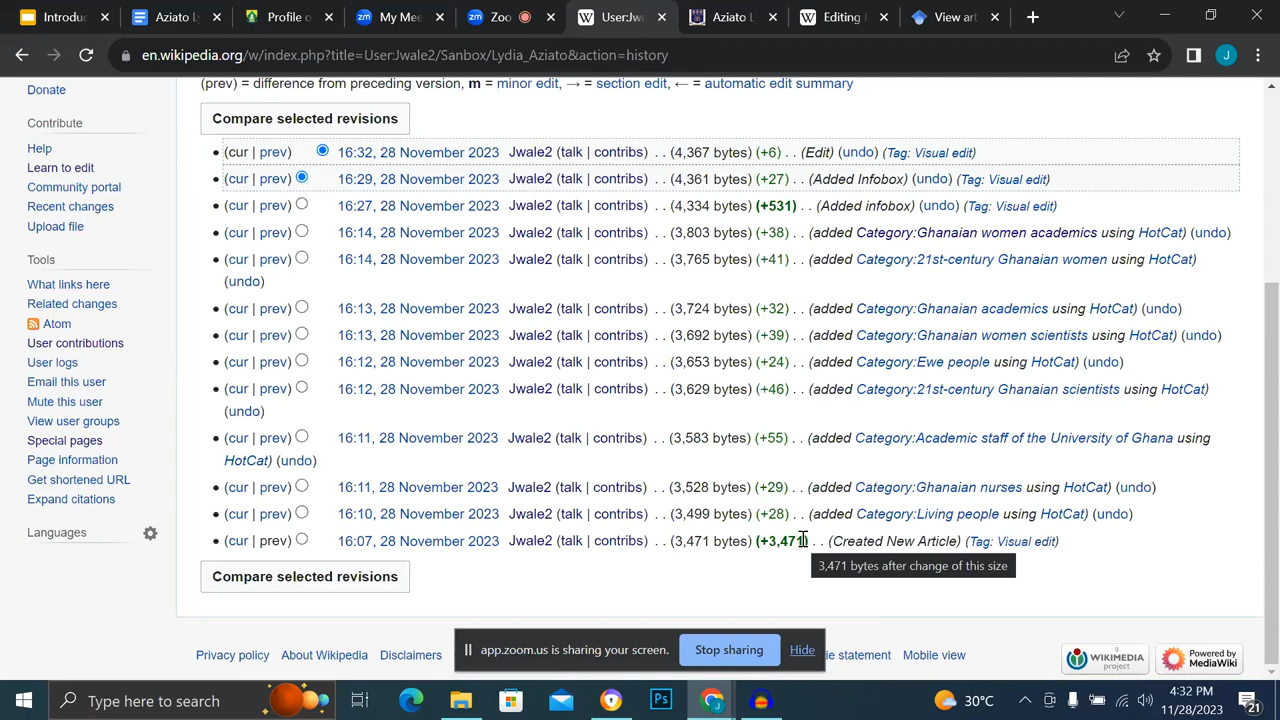 Introduc
Aziato Ly
Profile o
My Mee
Zoo
User:Jw
Aziato L
Editing
View art
en.wikipedia.org/w/index.php?title=User:Jwale2/Sanbox/Lydia_Aziato&action=history
Donate
Contribute
Help
Learn to edit
Community portal
Recent changes
Upload file
Tools
What links here
Related changes
Atom
User contributions
User logs
Email this user
Mute this user
View user groups
Special pages
Page information
Get shortened URL
Expand citations
Languages
(prev) = difference from preceding version, m = minor edit, → = section edit, ← = automatic edit summary
Compare selected revisions
(cur | prev) 16:32, 28 November 2023 Jwale2 (talk | contribs) . . (4,367 bytes) (+6) . . (Edit) (undo) (Tag: Visual edit)
(cur | prev) 16:29, 28 November 2023 Jwale2 (talk | contribs) . . (4,361 bytes) (+27) . . (Added Infobox) (undo) (Tag: Visual edit)
(cur | prev) 16:27, 28 November 2023 Jwale2 (talk | contribs) . . (4,334 bytes) (+531) . . (Added infobox) (undo) (Tag: Visual edit)
(cur | prev) 16:14, 28 November 2023 Jwale2 (talk | contribs) . . (3,803 bytes) (+38) . . (added Category:Ghanaian women academics using HotCat) (undo)
(cur | prev) 16:14, 28 November 2023 Jwale2 (talk | contribs) . . (3,765 bytes) (+41) . . (added Category:21st-century Ghanaian women using HotCat)
(undo)
(cur | prev) 16:13, 28 November 2023 Jwale2 (talk | contribs) . . (3,724 bytes) (+32) . . (added Category:Ghanaian academics using HotCat) (undo)
(cur | prev) 16:13, 28 November 2023 Jwale2 (talk | contribs) . . (3,692 bytes) (+39) . . (added Category:Ghanaian women scientists using HotCat) (undo)
(cur | prev) 16:12, 28 November 2023 Jwale2 (talk | contribs) . . (3,653 bytes) (+24) . . (added Category:Ewe people using HotCat) (undo)
(cur | prev) 16:12, 28 November 2023 Jwale2 (talk | contribs) . . (3,629 bytes) (+46) . . (added Category:21st-century Ghanaian scientists using HotCat)
(undo)
(cur | prev) 16:11, 28 November 2023 Jwale2 (talk | contribs) . . (3,583 bytes) (+55) . . (added Category:Academic staff of the University of Ghana using
HotCat) (undo)
(cur | prev) 16:11, 28 November 2023 Jwale2 (talk | contribs) . . (3,528 bytes) (+29) . . (added Category:Ghanaian nurses using HotCat) (undo)
(cur | prev) 16:10, 28 November 2023 Jwale2 (talk | contribs) . . (3,499 bytes) (+28) . . (added Category:Living people using HotCat) (undo)
(cur | prev) 16:07, 28 November 2023 Jwale2 (talk | contribs) . . (3,471 bytes) (+3,471) . . (Created New Article) (Tag: Visual edit)
3,471 bytes after change of this size
Compare selected revisions
app.zoom.us is sharing your screen. Stop sharing Hide
Privacy policy About Wikipedia Disclaimers ie statement Mobile view
a WIKIMEDIA project
Powered by MediaWiki
Type here to search
30°C
4:32 PM
11/28/2023
21